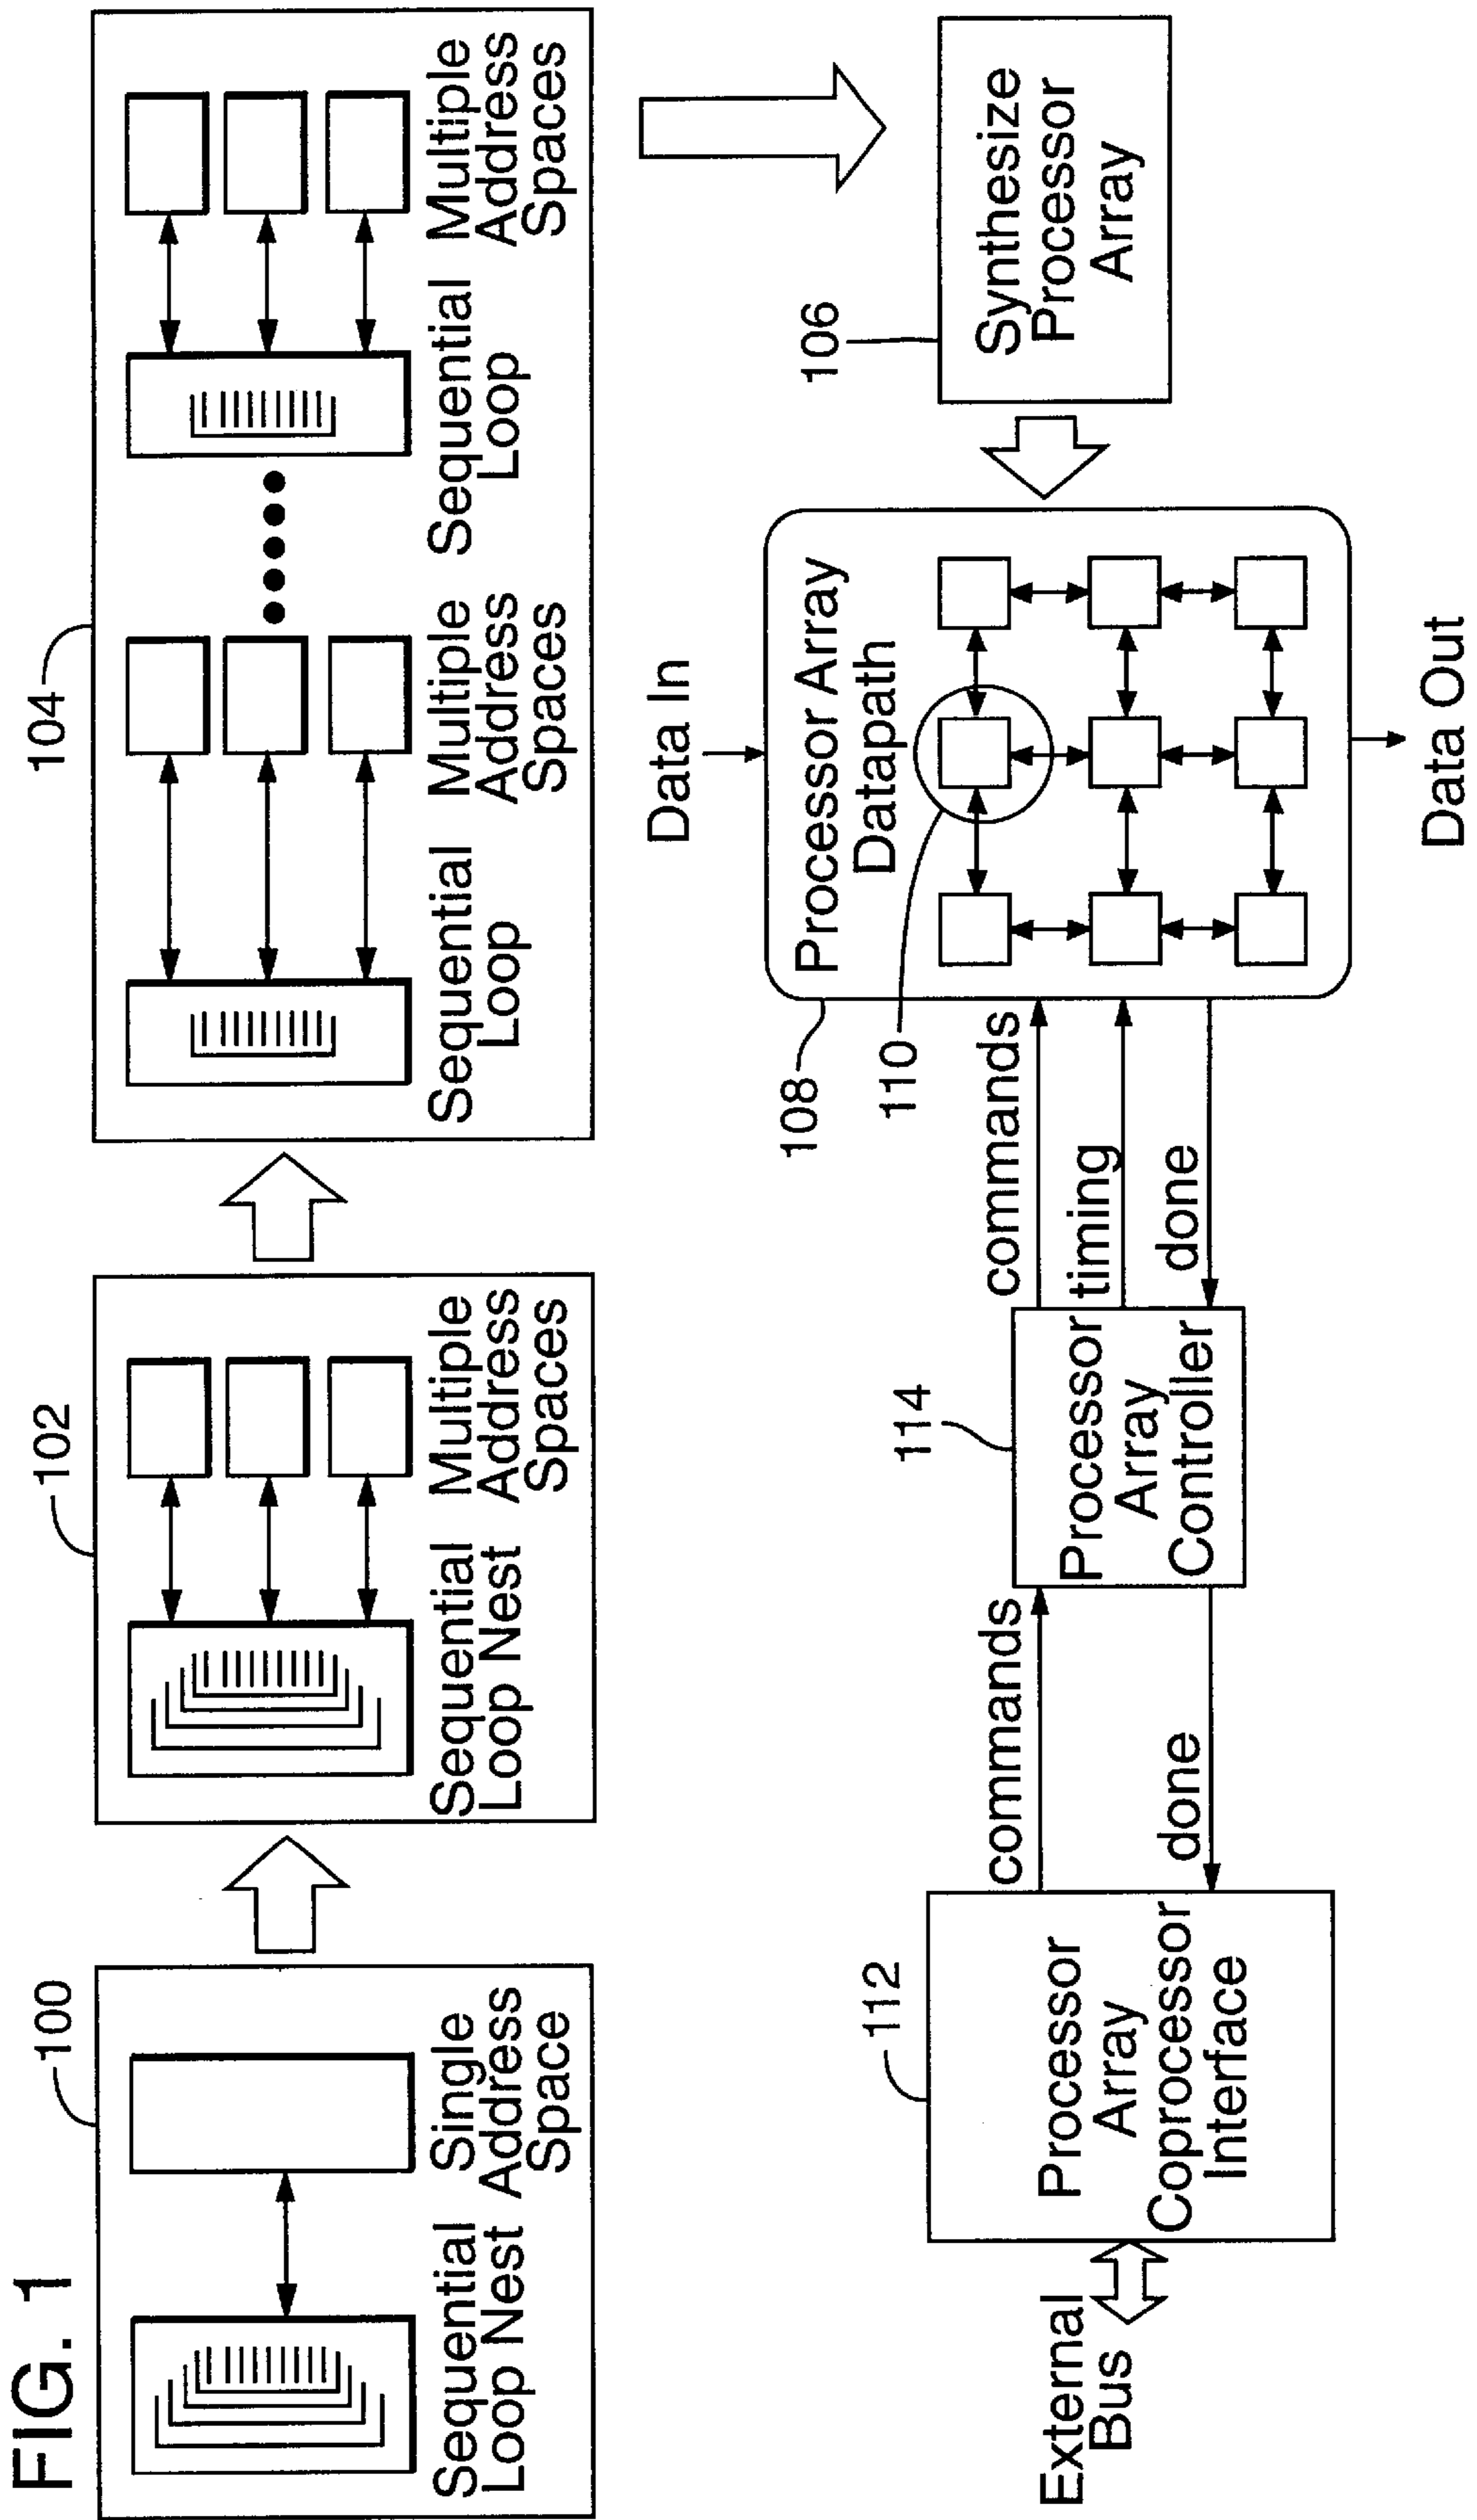 FIG. 1
100
Sequential
Loop Nest
Single
Address
Space
102
Sequential
Loop Nest
Multiple
Address
Spaces
104
Sequential
Loop
Multiple
Address
Spaces
Sequential
Loop
Multiple
Address
Spaces
106
Synthesize
Processor
Array
Data In
108
110
Processor Array
Datapath
Data Out
commands
timing
done
114
Processor
Array
Controller
commands
done
112
Processor
Array
Coprocessor
Interface
External
Bus